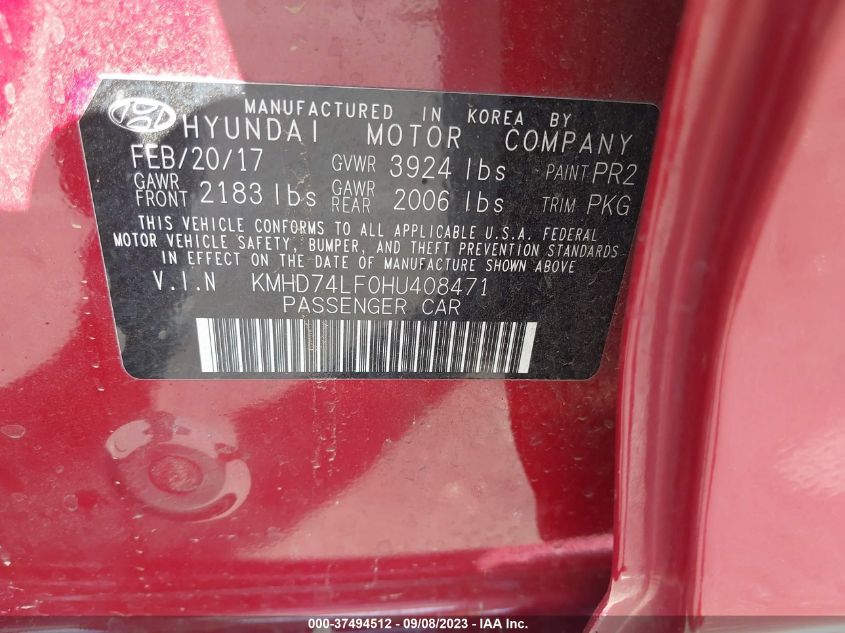 MANUFACTURED IN KOREA BY
HYUNDAI MOTOR COMPANY
FEB/20/17 GVWR 3924 lbs PAINT PR2
GAWR FRONT 2183 lbs GAWR REAR 2006 lbs TRIM PKG
THIS VEHICLE CONFORMS TO ALL APPLICABLE U.S.A. FEDERAL
MOTOR VEHICLE SAFETY, BUMPER, AND THEFT PREVENTION STANDARDS
IN EFFECT ON THE DATE OF MANUFACTURE SHOWN ABOVE
V.I.N KMHD74LF0HU408471
PASSENGER CAR
000-37494512 - 09/08/2023 - IAA Inc.